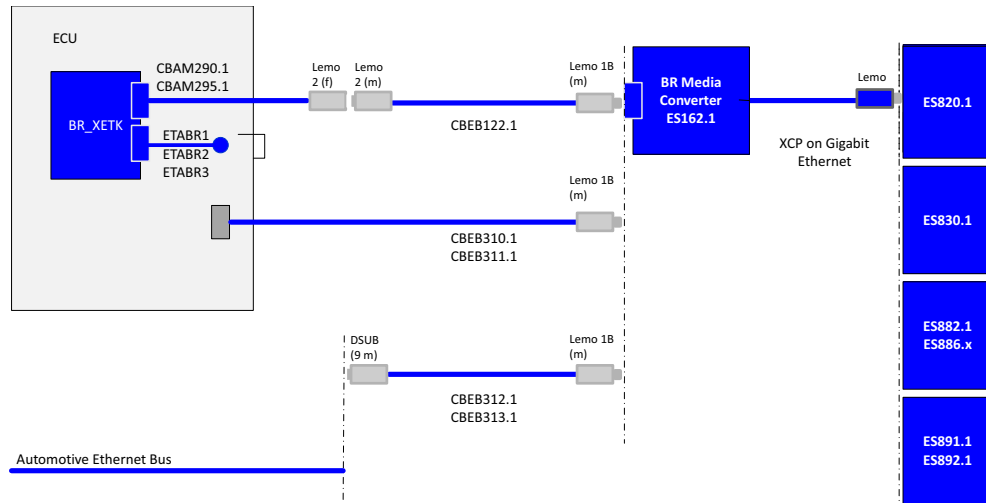 ECU
CBAM290.1
CBAM295.1
BR_XETK
ETABR1
ETABR2
ETABR3
Lemo
2 (f)
Lemo
2 (m)
CBEB122.1
Lemo 1B
(m)
BR Media
Converter
ES162.1
Lemo
XCP on Gigabit
Ethernet
ES820.1
Lemo 1B
(m)
CBEB310.1
CBEB311.1
ES830.1
DSUB
(9 m)
Lemo 1B
(m)
CBEB312.1
CBEB313.1
ES882.1
ES886.x
Automotive Ethernet Bus
ES891.1
ES892.1